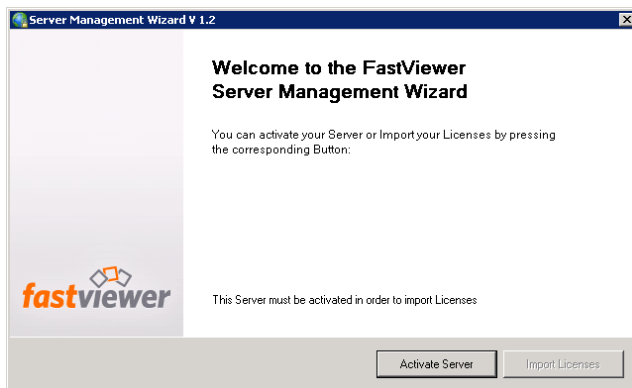 Server Management Wizard V 1.2
Welcome to the FastViewer
Server Management Wizard
You can activate your Server or Import your Licenses by pressing
the corresponding Button:
fastviewer
This Server must be activated in order to import Licenses
Activate Server
Import Licenses